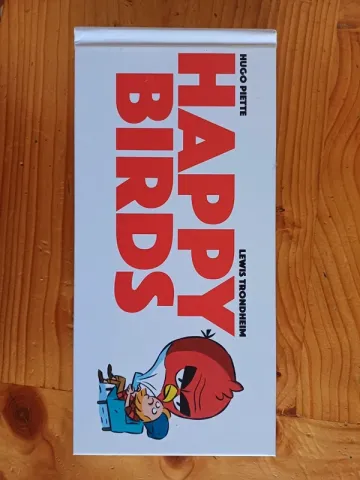 HUGO PIETTE LEWIS TRONDHEIM
HAPPY
BIRDS